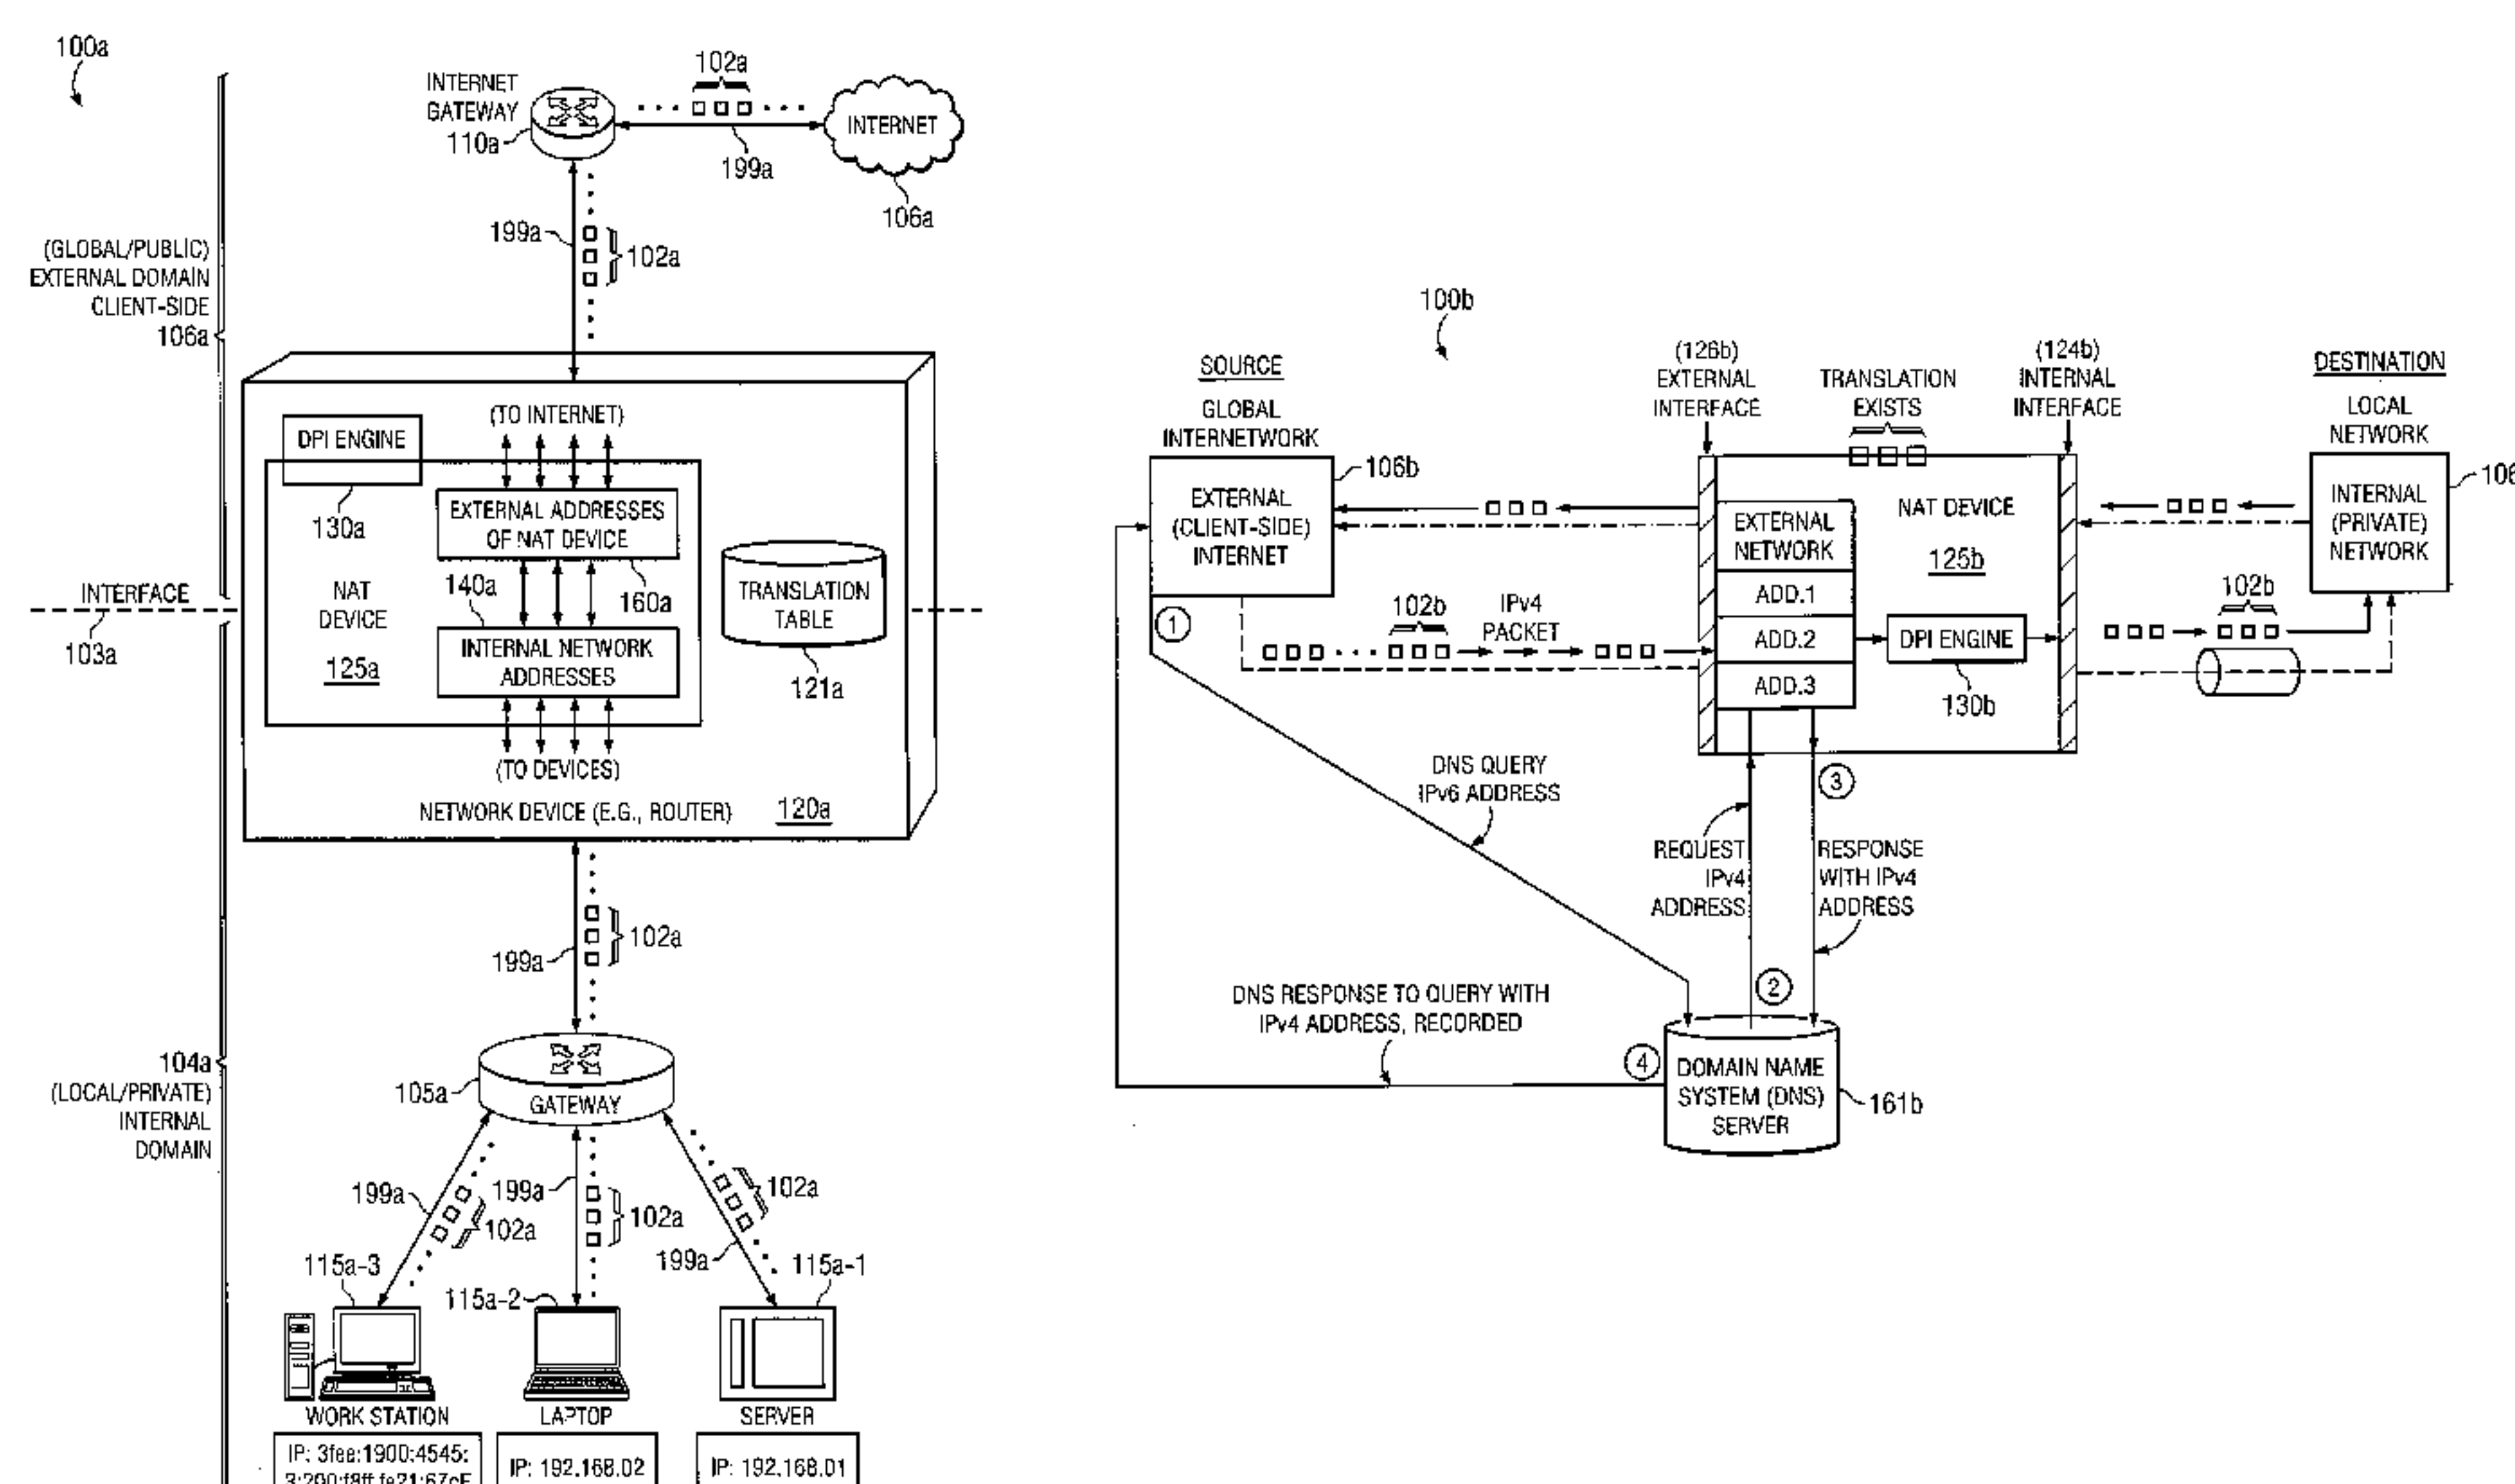 100a
INTERNET
GATEWAY
110a
102a
INTERNET
199a
106a
199a
102a
(GLOBAL/PUBLIC)
EXTERNAL DOMAIN
CLIENT-SIDE
106a
(TO INTERNET)
DPI ENGINE
130a
EXTERNAL ADDRESSES
OF NAT DEVICE
140a
160a
NAT
DEVICE
125a
TRANSLATION
TABLE
121a
INTERFACE
103a
INTERNAL NETWORK
ADDRESSES
(TO DEVICES)
NETWORK DEVICE (E.G., ROUTER)
120a
199a
102a
104a
(LOCAL/PRIVATE)
INTERNAL
DOMAIN
105a
GATEWAY
199a
102a
199a
102a
102a
199a
115a-3
115a-2
115a-1
WORK STATION
LAPTOP
SERVER
IP: 3fee:1900:4545:
IP: 192.168.02
IP: 192.168.01
100b
SOURCE
GLOBAL
INTERNETWORK
106b
EXTERNAL
(CLIENT-SIDE)
INTERNET
(126b)
EXTERNAL
INTERFACE
TRANSLATION
EXISTS
(124b)
INTERNAL
INTERFACE
DESTINATION
LOCAL
NETWORK
106
INTERNAL
(PRIVATE)
NETWORK
EXTERNAL
NETWORK
ADD.1
ADD.2
ADD.3
NAT DEVICE
125b
DPI ENGINE
130b
102b
1
102b
IPv4
PACKET
DNS QUERY
IPv6 ADDRESS
3
REQUEST
IPv4
ADDRESS
RESPONSE
WITH IPv4
ADDRESS
2
DNS RESPONSE TO QUERY WITH
IPv4 ADDRESS, RECORDED
4
DOMAIN NAME
SYSTEM (DNS)
SERVER
161b